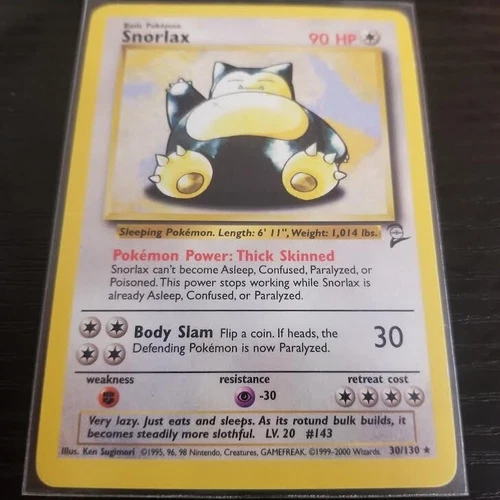 Basic Pokémon
Snorlax 90 HP
Sleeping Pokémon. Length: 6' 11", Weight: 1,014 lbs.
Pokémon Power: Thick Skinned
Snorlax can't become Asleep, Confused, Paralyzed, or
Poisoned. This power stops working while Snorlax is
already Asleep, Confused, or Paralyzed.
Body Slam Flip a coin. If heads, the
Defending Pokémon is now Paralyzed.
30
weakness resistance retreat cost
-30
Very lazy. Just eats and sleeps. As its rotund bulk builds, it
becomes steadily more slothful. LV. 20 #143
Illus. Ken Sugimori ©1995, 96, 98 Nintendo, Creatures, GAMEFREAK. ©1999-2000 Wizards. 30/130 ★